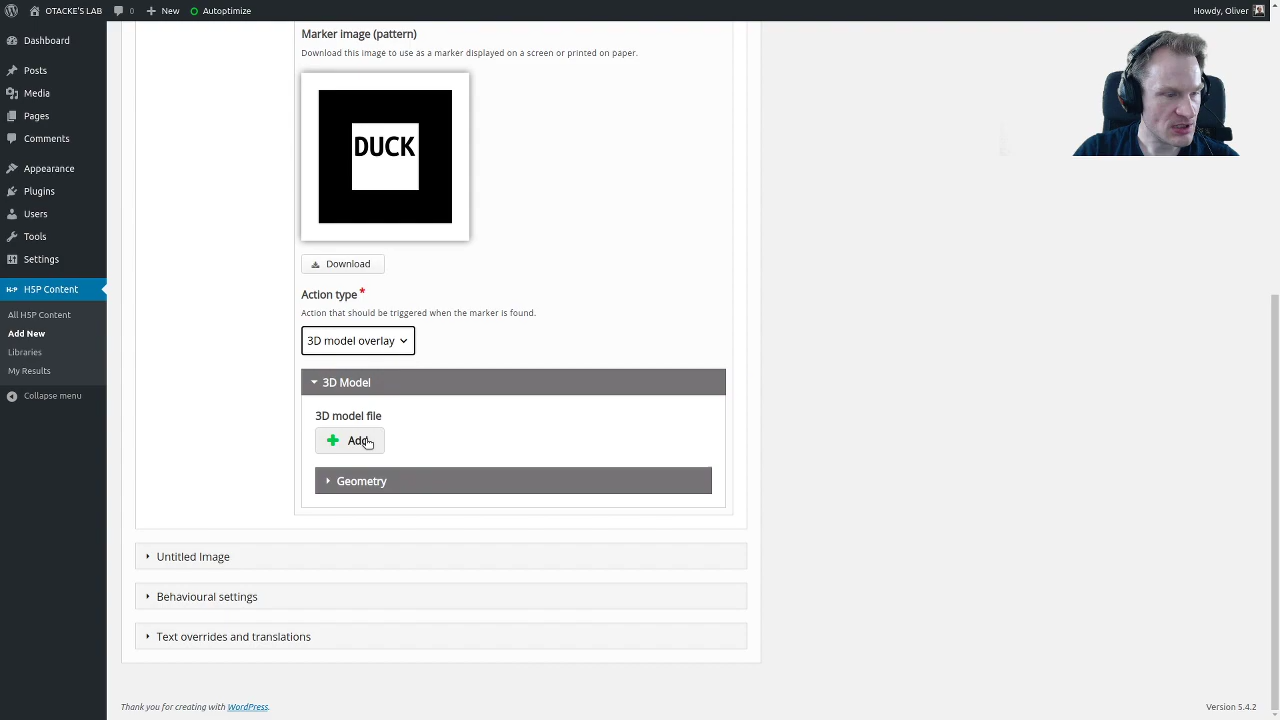 OTACKE'S LAB 0 New Autoptimize Howdy, Oliver
Dashboard
Posts
Media
Pages
Comments
Appearance
Plugins
Users
Tools
Settings
H5P H5P Content
All H5P Content
Add New
Libraries
My Results
Collapse menu
Marker image (pattern)
Download this image to use as a marker displayed on a screen or printed on paper.
DUCK
Download
Action type *
Action that should be triggered when the marker is found.
3D model overlay
3D Model
3D model file
Add
Geometry
Untitled Image
Behavioural settings
Text overrides and translations
Thank you for creating with WordPress.
Version 5.4.2